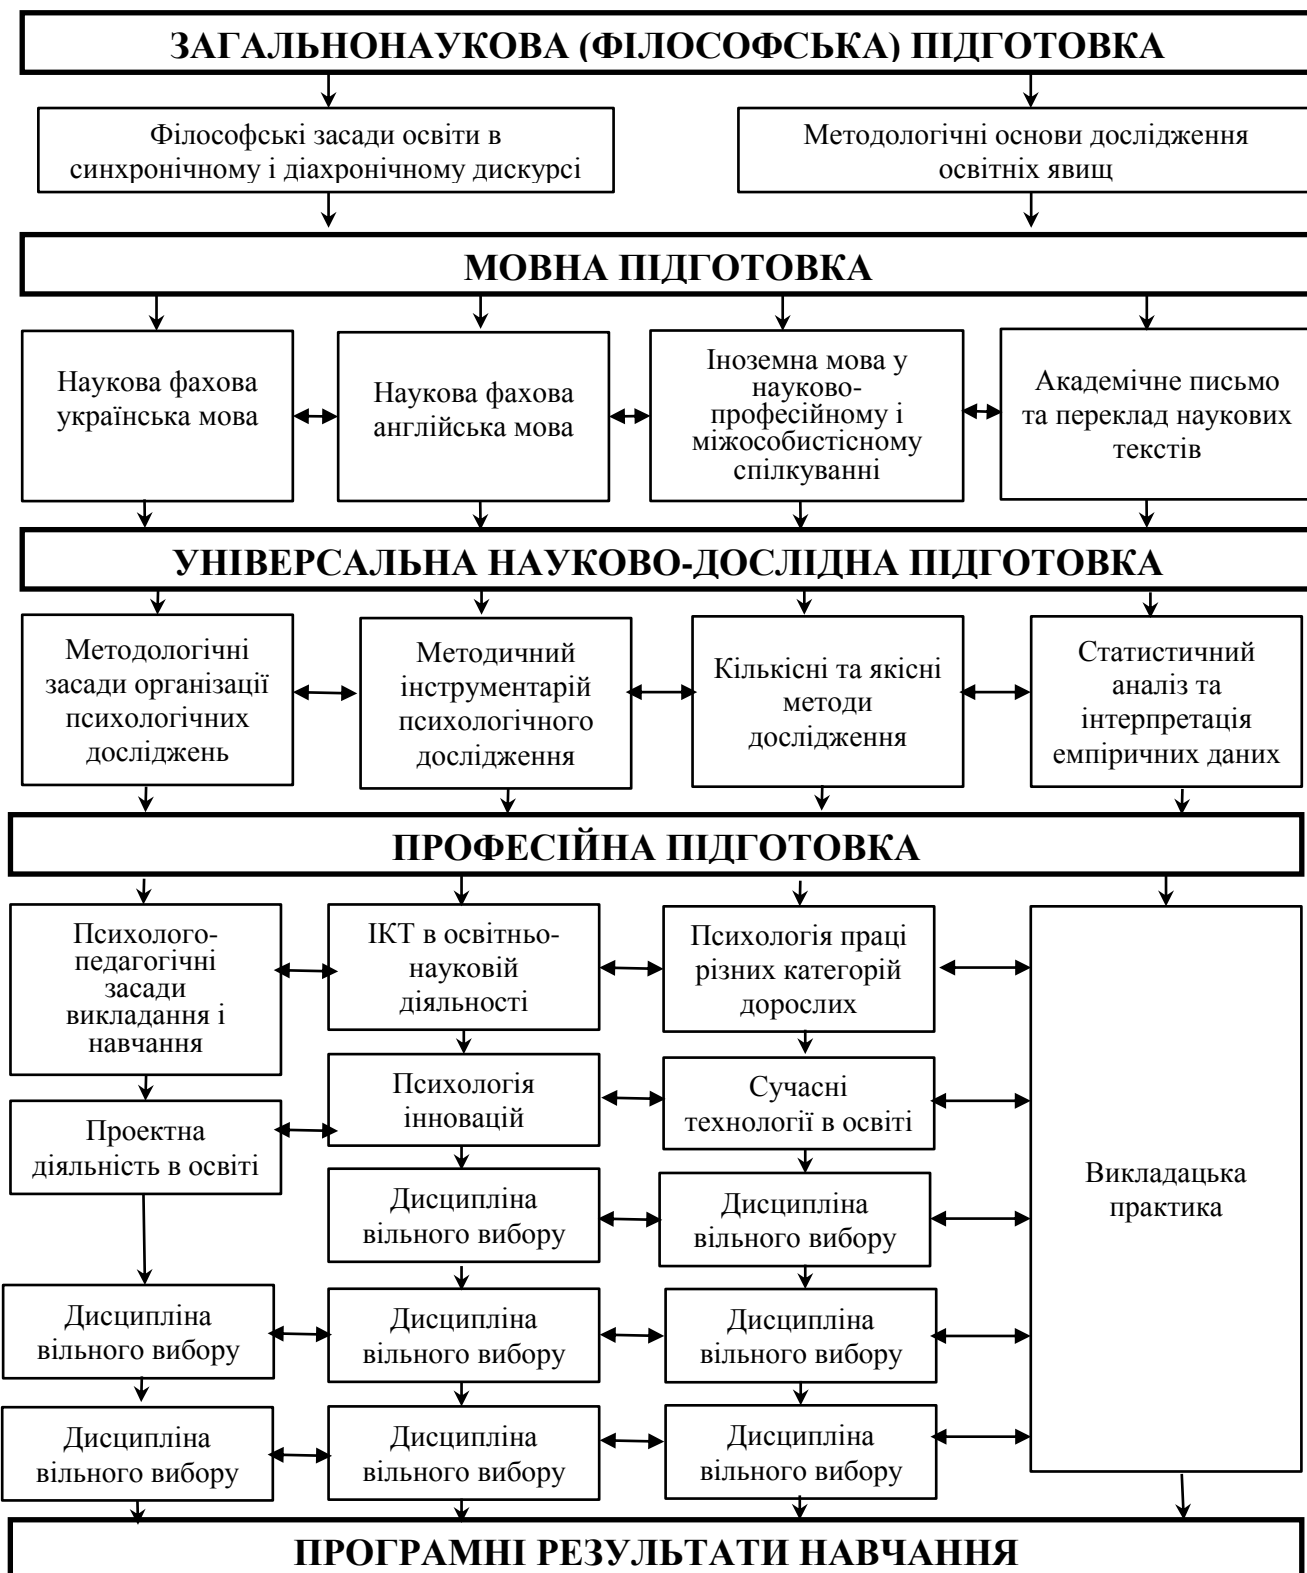 ЗАГАЛЬНОНАУКОВА (ФІЛОСОФСЬКА) ПІДГОТОВКА
Філософські засади освіти в
синхронічному і діахронічному дискурсі
Методологічні основи дослідження
освітніх явищ
МОВНА ПІДГОТОВКА
Наукова фахова
українська мова
Наукова фахова
англійська мова
Іноземна мова у
науково-
професійному і
міжособистісному
спілкуванні
Академічне письмо
та переклад наукових
текстів
УНІВЕРСАЛЬНА НАУКОВО-ДОСЛІДНА ПІДГОТОВКА
Методологічні
засади організації
психологічних
досліджень
Методичний
інструментарій
психологічного
дослідження
Кількісні та якісні
методи
дослідження
Статистичний
аналіз та
інтерпретація
емпіричних даних
ПРОФЕСІЙНА ПІДГОТОВКА
Психолого-
педагогічні
засади
викладання і
навчання
ІКТ в освітньо-
науковій
діяльності
Психологія праці
різних категорій
дорослих
Психологія
інновацій
Сучасні
технології в освіті
Проектна
діяльність в освіті
Викладацька
практика
Дисципліна
вільного вибору
Дисципліна
вільного вибору
Дисципліна
вільного вибору
Дисципліна
вільного вибору
Дисципліна
вільного вибору
Дисципліна
вільного вибору
Дисципліна
вільного вибору
Дисципліна
вільного вибору
ПРОГРАМНІ РЕЗУЛЬТАТИ НАВЧАННЯ